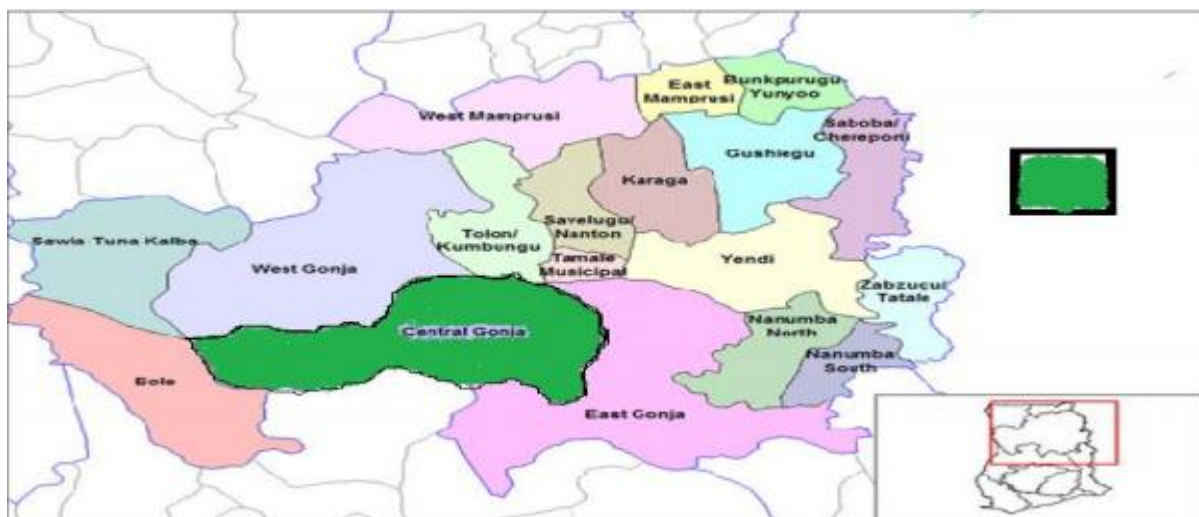 East
Mamprusi
Bunkpurugu
Yunyoo
West Mamprusi
Saboba/
Chereponi
Gushiegu
Karaga
Savelugu/
Nanton
Tolon/
Kumbungu
Sawla-Tuna-Kalba
West Gonja
Tamale
Municipal
Yendi
Zabzugu/
Tatale
Central Gonja
Nanumba
North
Nanumba
South
Bole
East Gonja